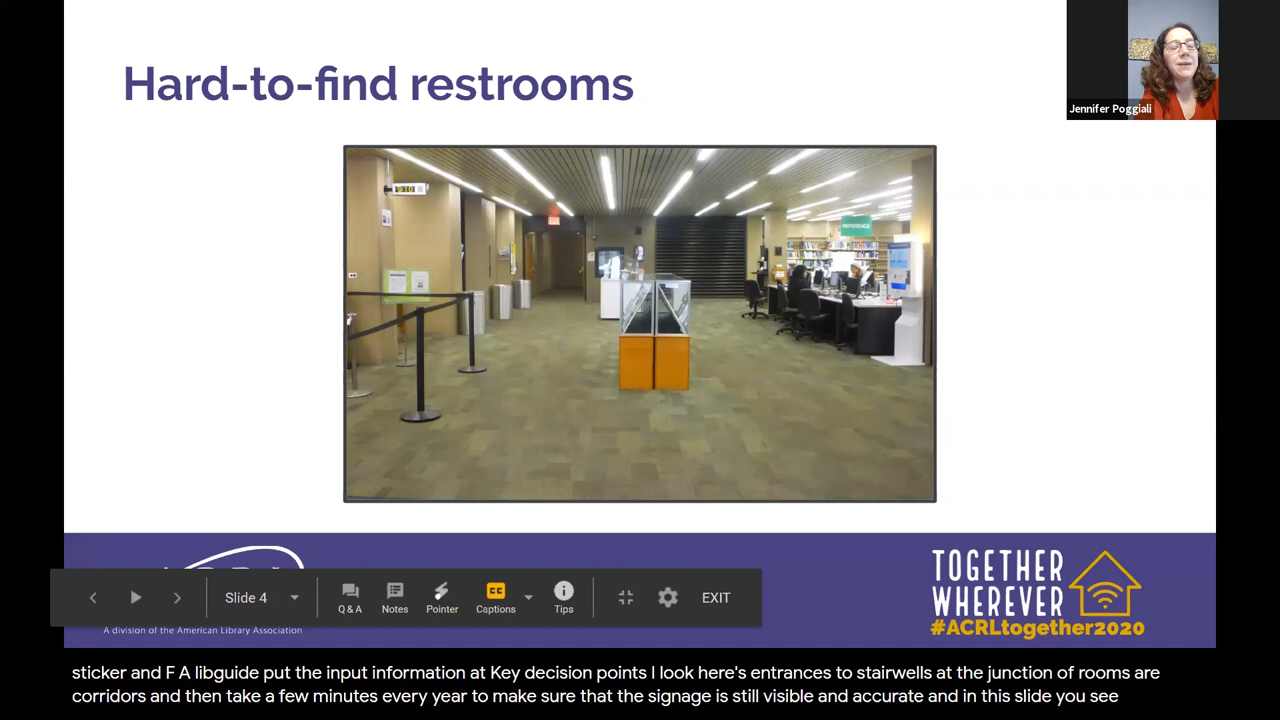 Hard-to-find restrooms
Jennifer Poggiali
REFERENCE
Slide 4
Q & A
Notes
Pointer
CC
Captions
Tips
EXIT
A division of the American Library Association
TOGETHER
WHEREVER
#ACRLtogether2020
sticker and F A libguide put the input information at Key decision points I look here's entrances to stairwells at the junction of rooms are
corridors and then take a few minutes every year to make sure that the signage is still visible and accurate and in this slide you see